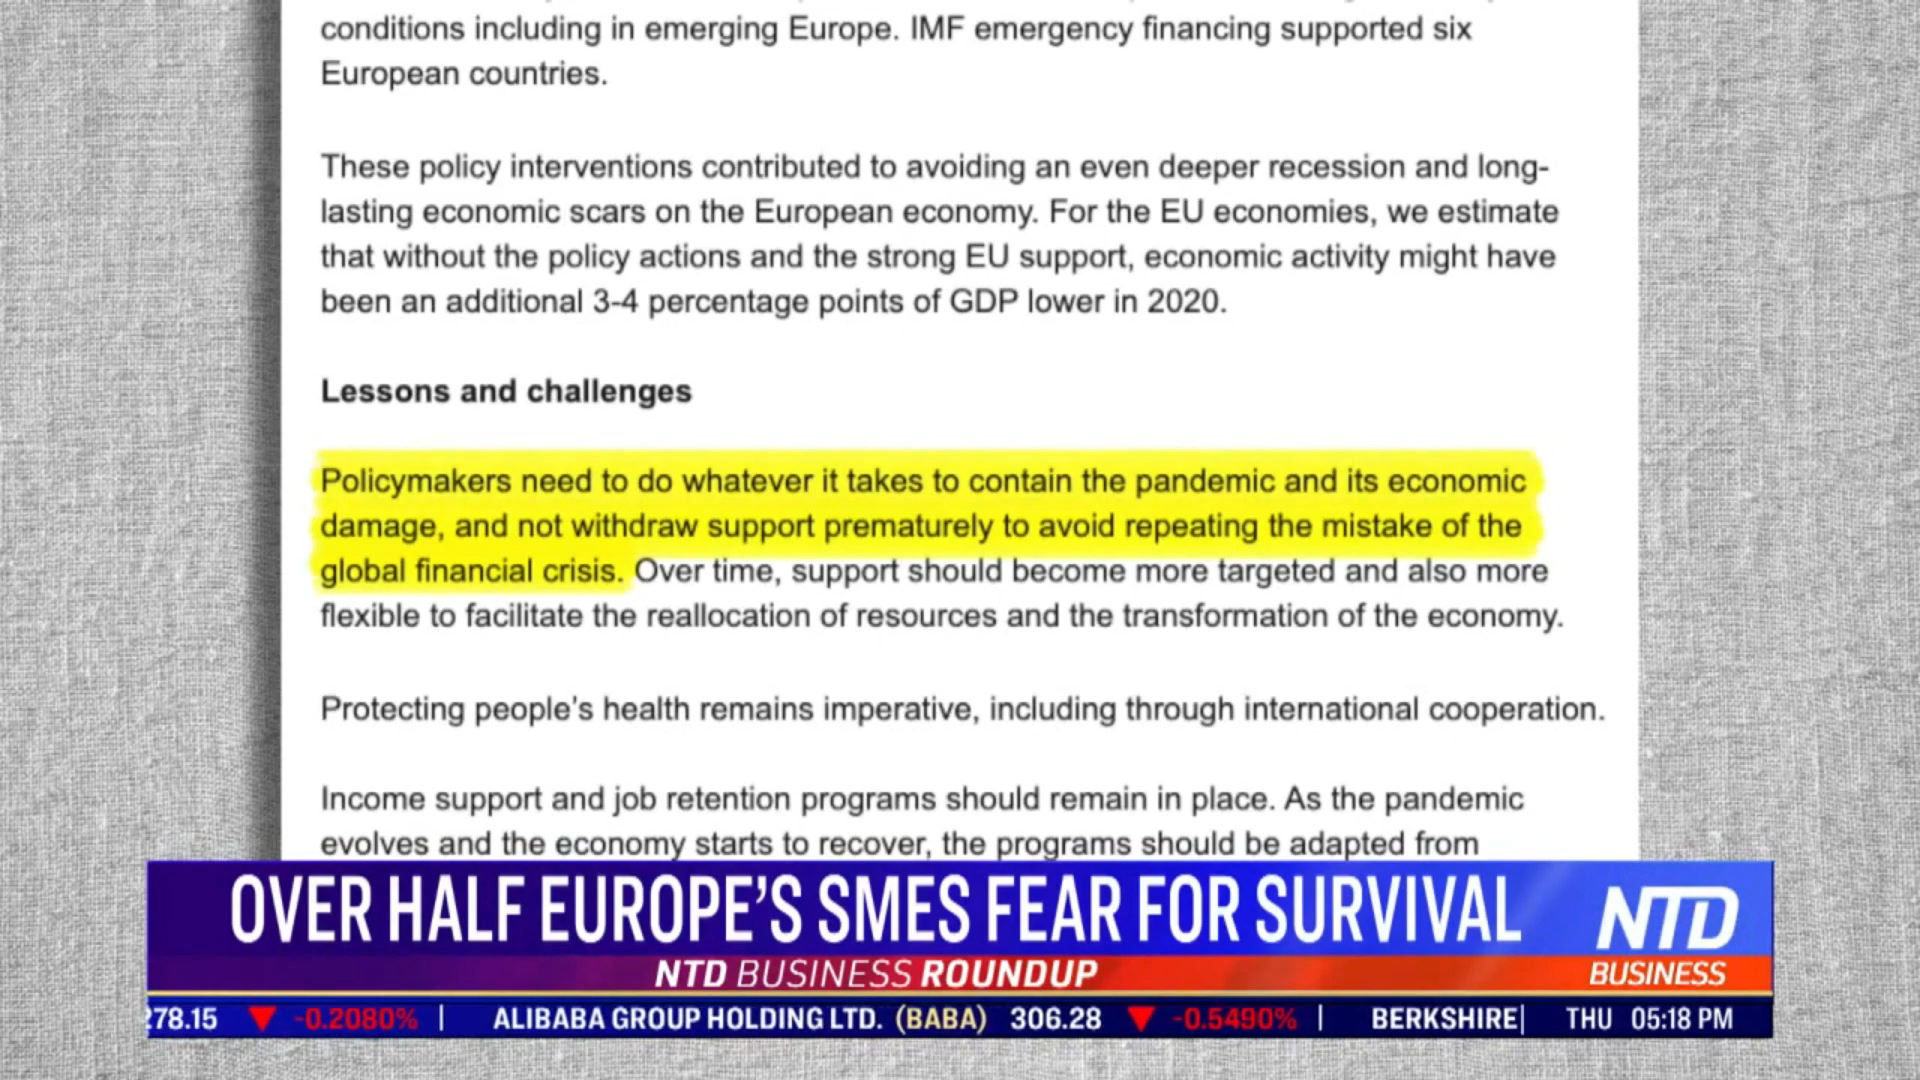 conditions including in emerging Europe. IMF emergency financing supported six
European countries.
These policy interventions contributed to avoiding an even deeper recession and long-
lasting economic scars on the European economy. For the EU economies, we estimate
that without the policy actions and the strong EU support, economic activity might have
been an additional 3-4 percentage points of GDP lower in 2020.
Lessons and challenges
Policymakers need to do whatever it takes to contain the pandemic and its economic
damage, and not withdraw support prematurely to avoid repeating the mistake of the
global financial crisis. Over time, support should become more targeted and also more
flexible to facilitate the reallocation of resources and the transformation of the economy.
Protecting people’s health remains imperative, including through international cooperation.
Income support and job retention programs should remain in place. As the pandemic
evolves and the economy starts to recover, the programs should be adapted from
OVER HALF EUROPE’S SMES FEAR FOR SURVIVAL
NTD
NTD BUSINESS ROUNDUP
BUSINESS
278.15 ▼ -0.2080% | ALIBABA GROUP HOLDING LTD. (BABA) 306.28 ▼ -0.5490% | BERKSHIRE
THU 05:18 PM